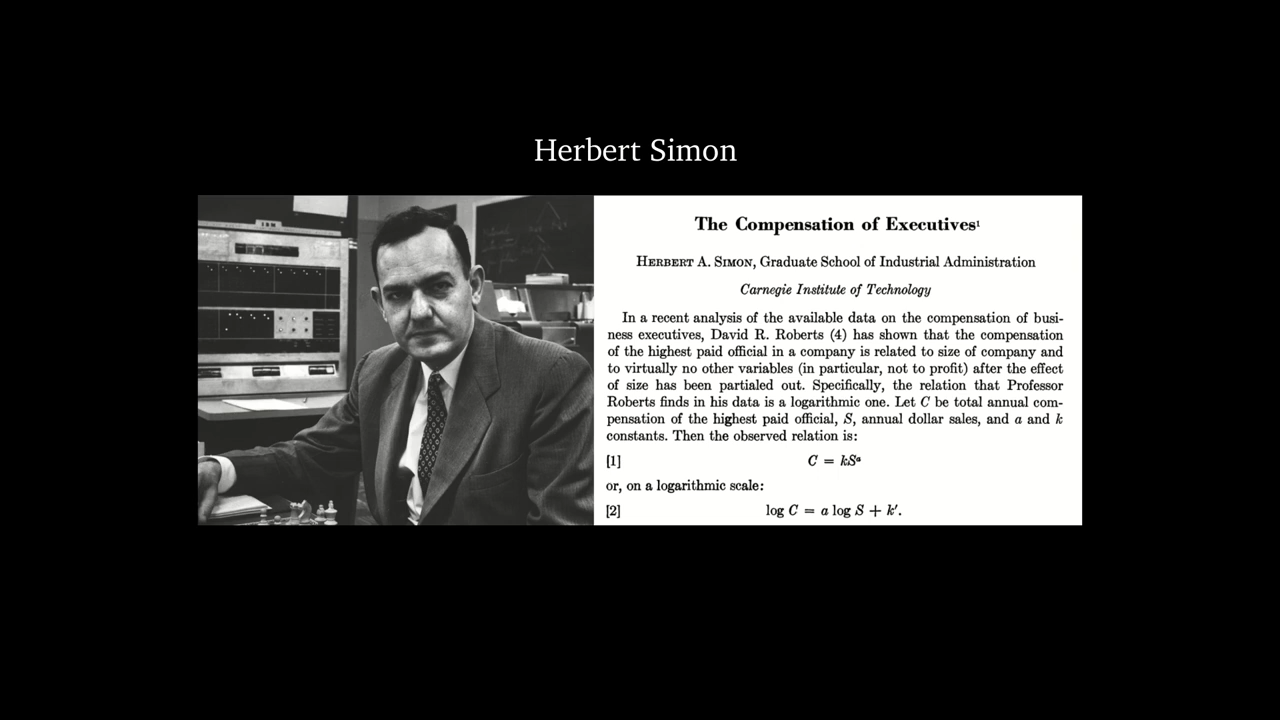 Herbert Simon
The Compensation of Executives¹
HERBERT A. SIMON, Graduate School of Industrial Administration
Carnegie Institute of Technology
In a recent analysis of the available data on the compensation of busi-
ness executives, David R. Roberts (4) has shown that the compensation
of the highest paid official in a company is related to size of company and
to virtually no other variables (in particular, not to profit) after the effect
of size has been partialed out. Specifically, the relation that Professor
Roberts finds in his data is a logarithmic one. Let C be total annual com-
pensation of the highest paid official, S, annual dollar sales, and a and k
constants. Then the observed relation is:
[1] C = kSᵃ
or, on a logarithmic scale:
[2] log C = a log S + k′.